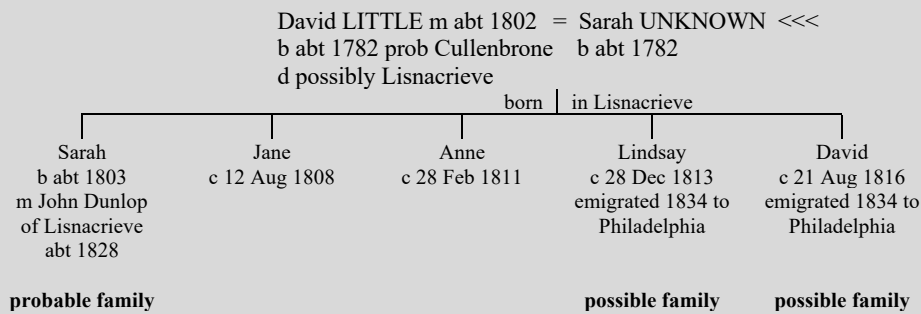 David LITTLE m abt 1802 = Sarah UNKNOWN <<<
b abt 1782 prob Cullenbrone b abt 1782
d possibly Lisnacrieve
born in Lisnacrieve
Sarah Jane Anne Lindsay David
b abt 1803 c 12 Aug 1808 c 28 Feb 1811 c 28 Dec 1813 c 21 Aug 1816
m John Dunlop emigrated 1834 to emigrated 1834 to
of Lisnacrieve Philadelphia Philadelphia
abt 1828
probable family possible family possible family